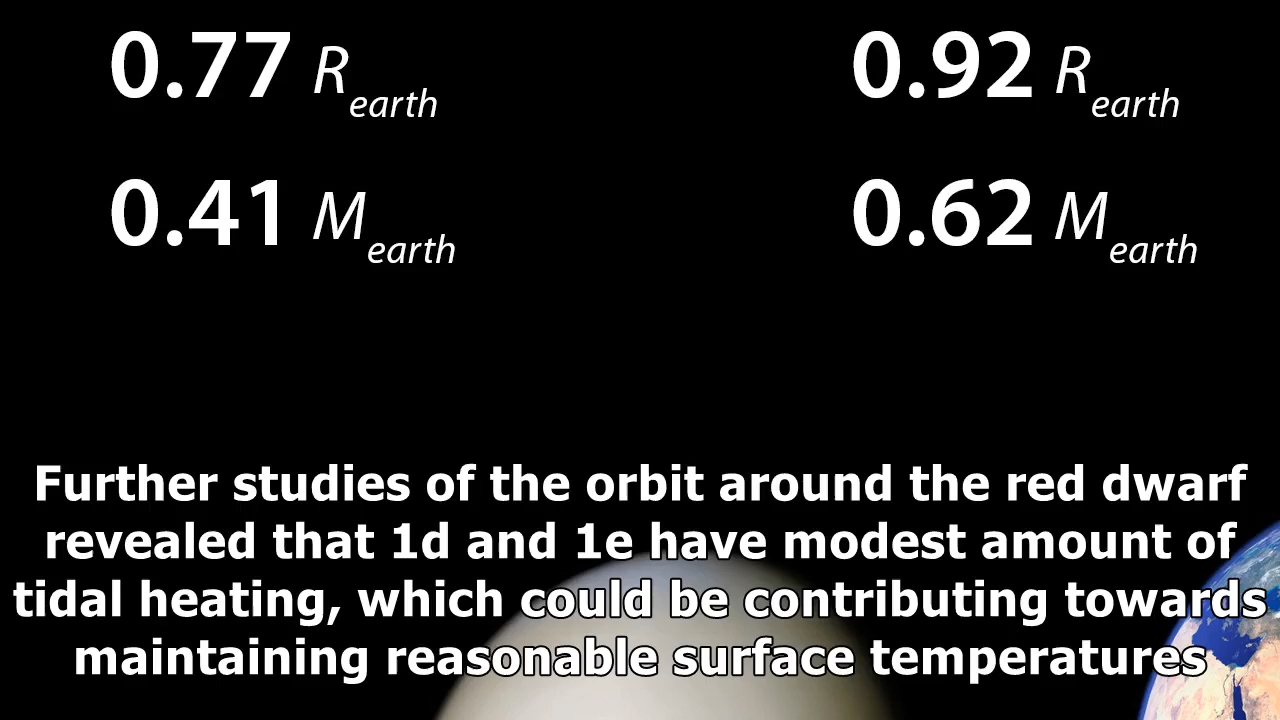 0.77 Rearth 0.92 Rearth
0.41 Mearth 0.62 Mearth
Further studies of the orbit around the red dwarf
revealed that 1d and 1e have modest amount of
tidal heating, which could be contributing towards
maintaining reasonable surface temperatures